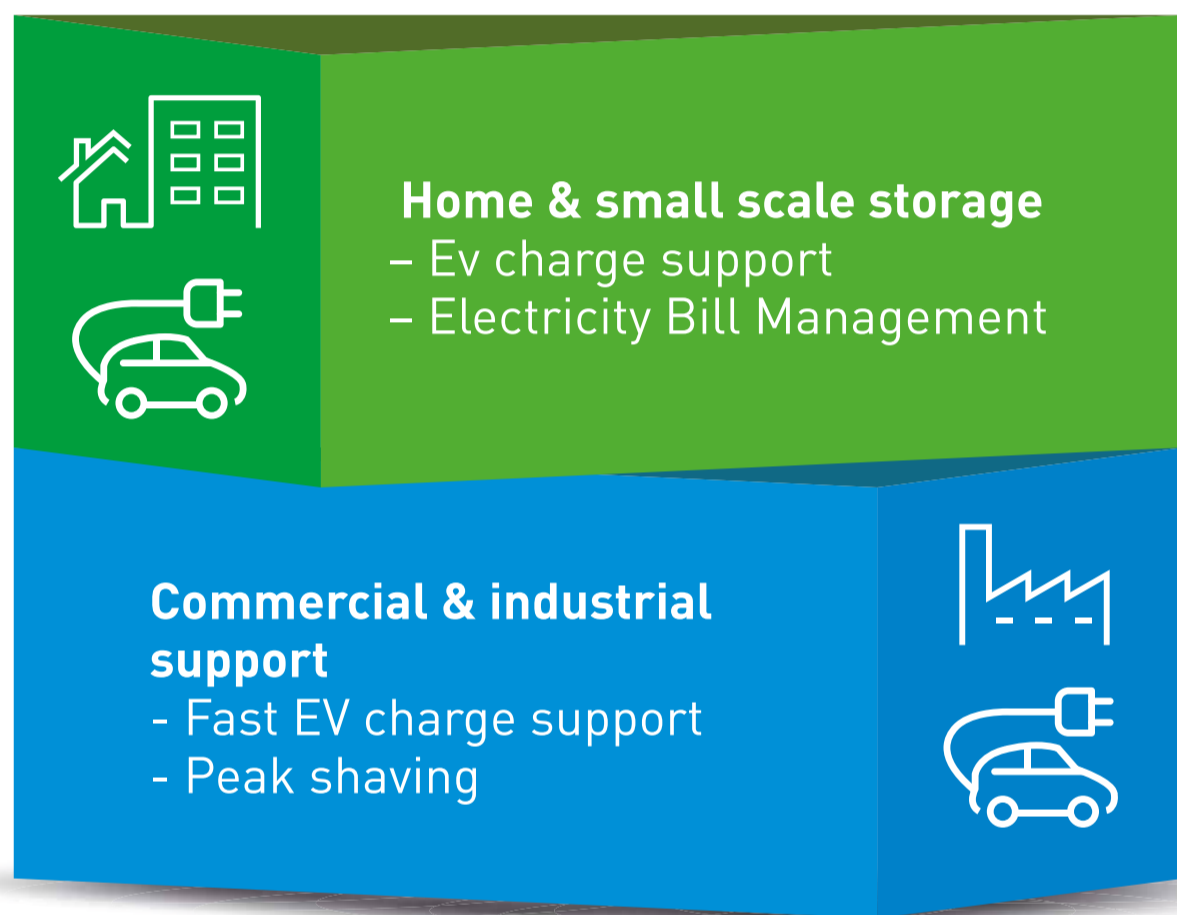 Home & small scale storage
– Ev charge support
– Electricity Bill Management
Commercial & industrial
support
- Fast EV charge support
- Peak shaving